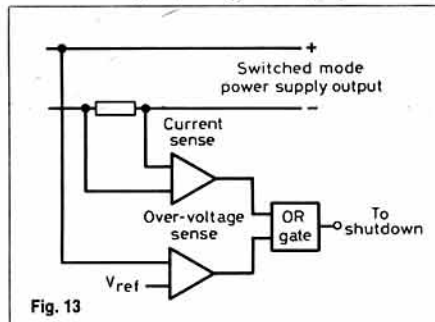 +
Switched mode
power supply output
−
Current
sense
Over-voltage
sense
OR
gate
To
shutdown
Vref
Fig. 13